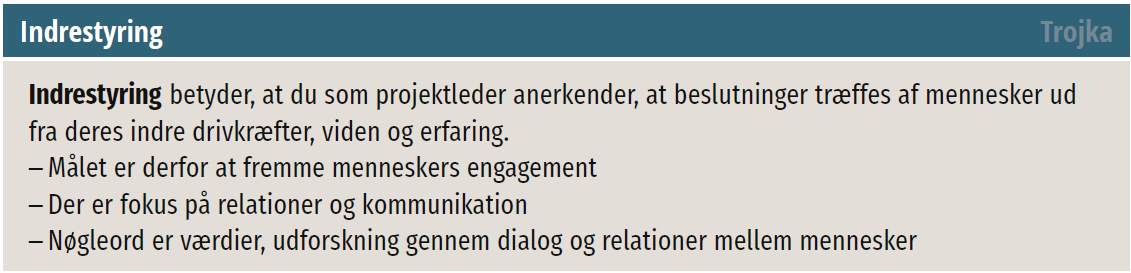 Indrestyring Trojka
Indrestyring betyder, at du som projektleder anerkender, at beslutninger træffes af mennesker ud
fra deres indre drivkræfter, viden og erfaring.
– Målet er derfor at fremme menneskers engagement
– Der er fokus på relationer og kommunikation
– Nøgleord er værdier, udforskning gennem dialog og relationer mellem mennesker